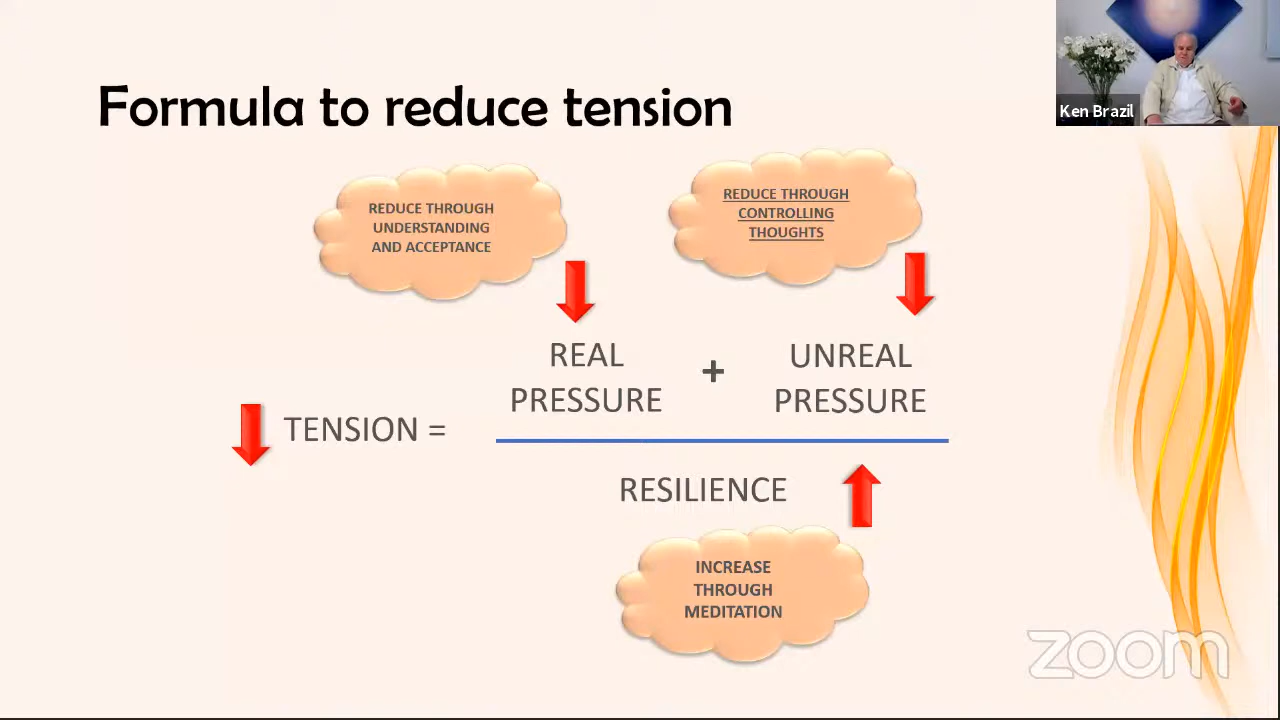 Formula to reduce tension
Ken Brazil
REDUCE THROUGH
UNDERSTANDING
AND ACCEPTANCE
REDUCE THROUGH
CONTROLLING
THOUGHTS
REAL
PRESSURE
+
UNREAL
PRESSURE
TENSION =
RESILIENCE
INCREASE
THROUGH
MEDITATION
zoom